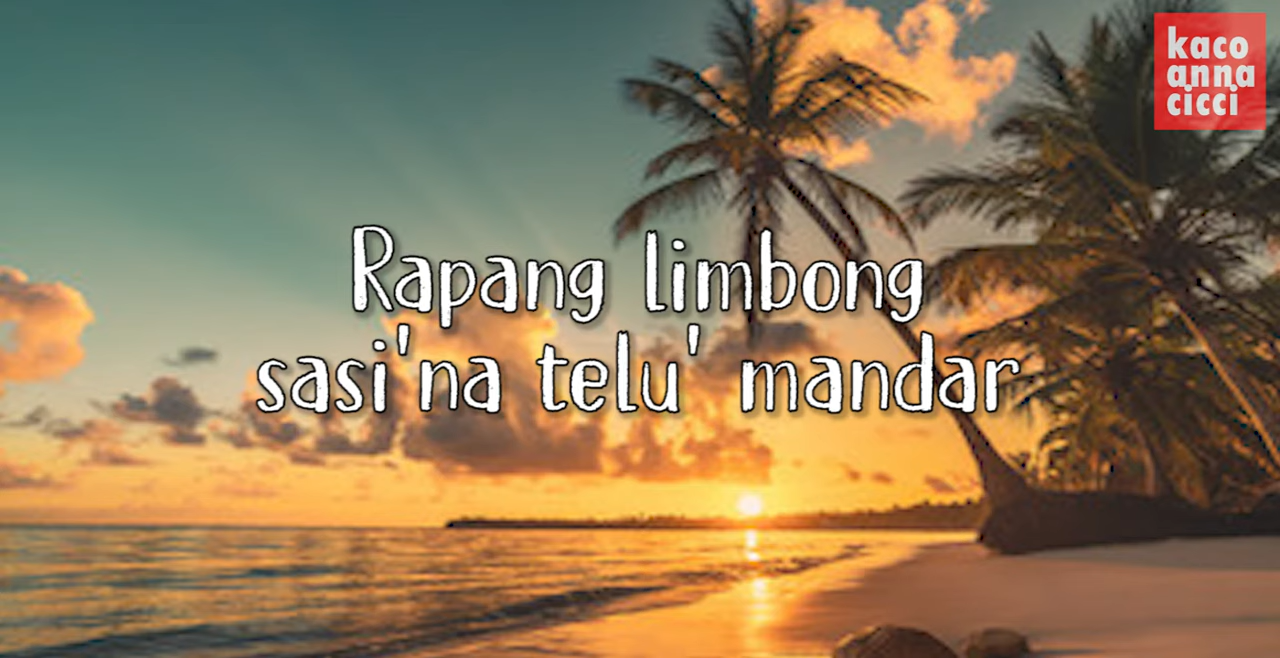 kaco
anna
cicci
Rapang limbong
sasi'na telu' mandar